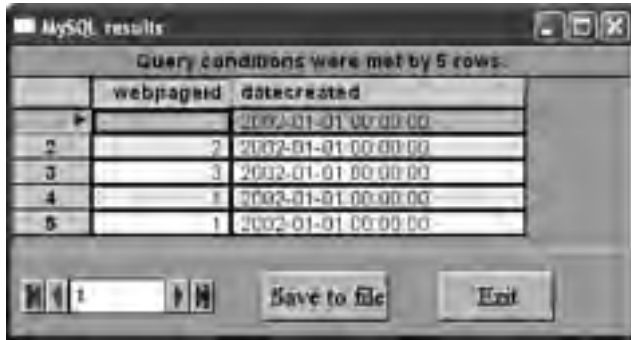 MySQL results
Query conditions were met by 5 rows.
webpageid datecreated
2002-01-01 00:00:00
2 2 2002-01-01 00:00:00
3 3 2002-01-01 00:00:00
4 1 2002-01-01 00:00:00
5 1 2002-01-01 00:00:00
1 Save to file Exit